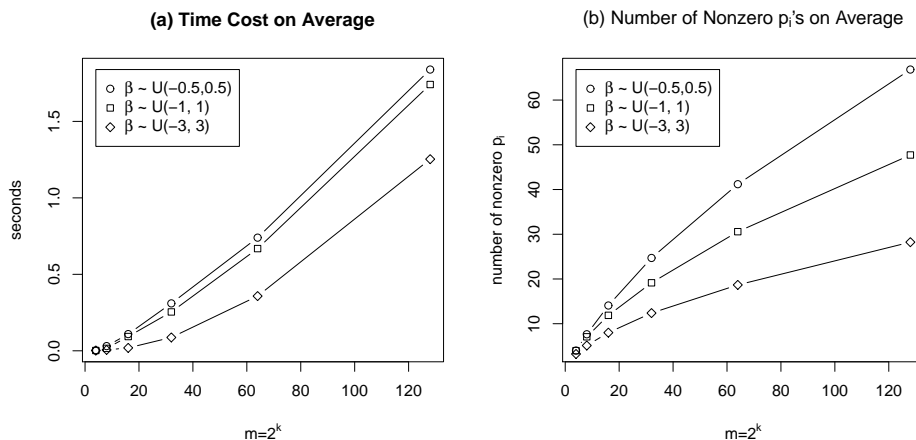 (a) Time Cost on Average
β ~ U(−0.5,0.5)
β ~ U(−1, 1)
β ~ U(−3, 3)
seconds
0.0 0.5 1.0 1.5
0 20 40 60 80 100 120
m=2^k
(b) Number of Nonzero p_i's on Average
β ~ U(−0.5,0.5)
β ~ U(−1, 1)
β ~ U(−3, 3)
number of nonzero p_i
10 20 30 40 50 60
0 20 40 60 80 100 120
m=2^k